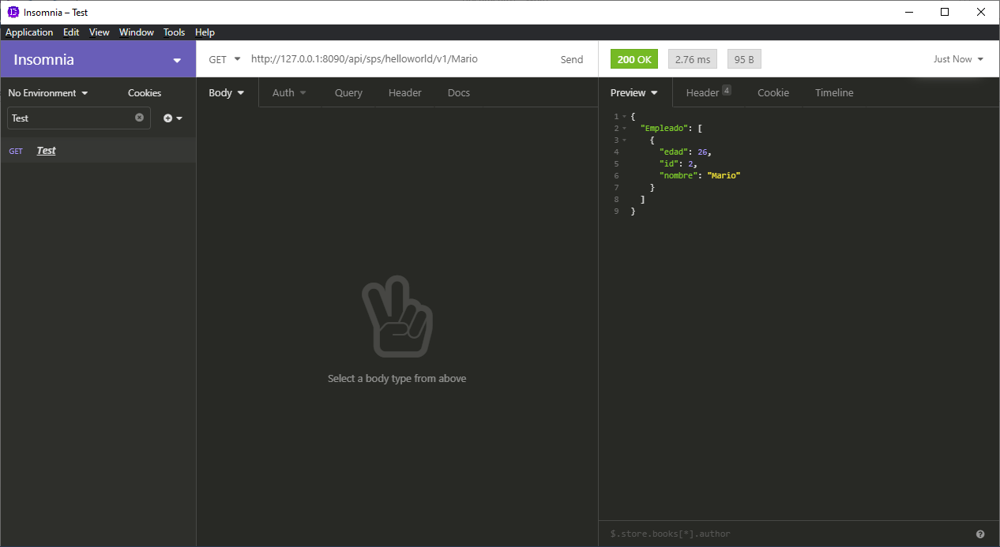 Insomnia – Test
Application Edit View Window Tools Help
Insomnia
GET http://127.0.0.1:8090/api/sps/helloworld/v1/Mario Send
200 OK 2.76 ms 95 B Just Now
No Environment Cookies
Body Auth Query Header Docs
Preview Header 4 Cookie Timeline
Test
GET Test
1 {
2 "Empleado": [
3 {
4 "edad": 26,
5 "id": 2,
6 "nombre": "Mario"
7 }
8 ]
9 }
Select a body type from above
$.store.books[*].author